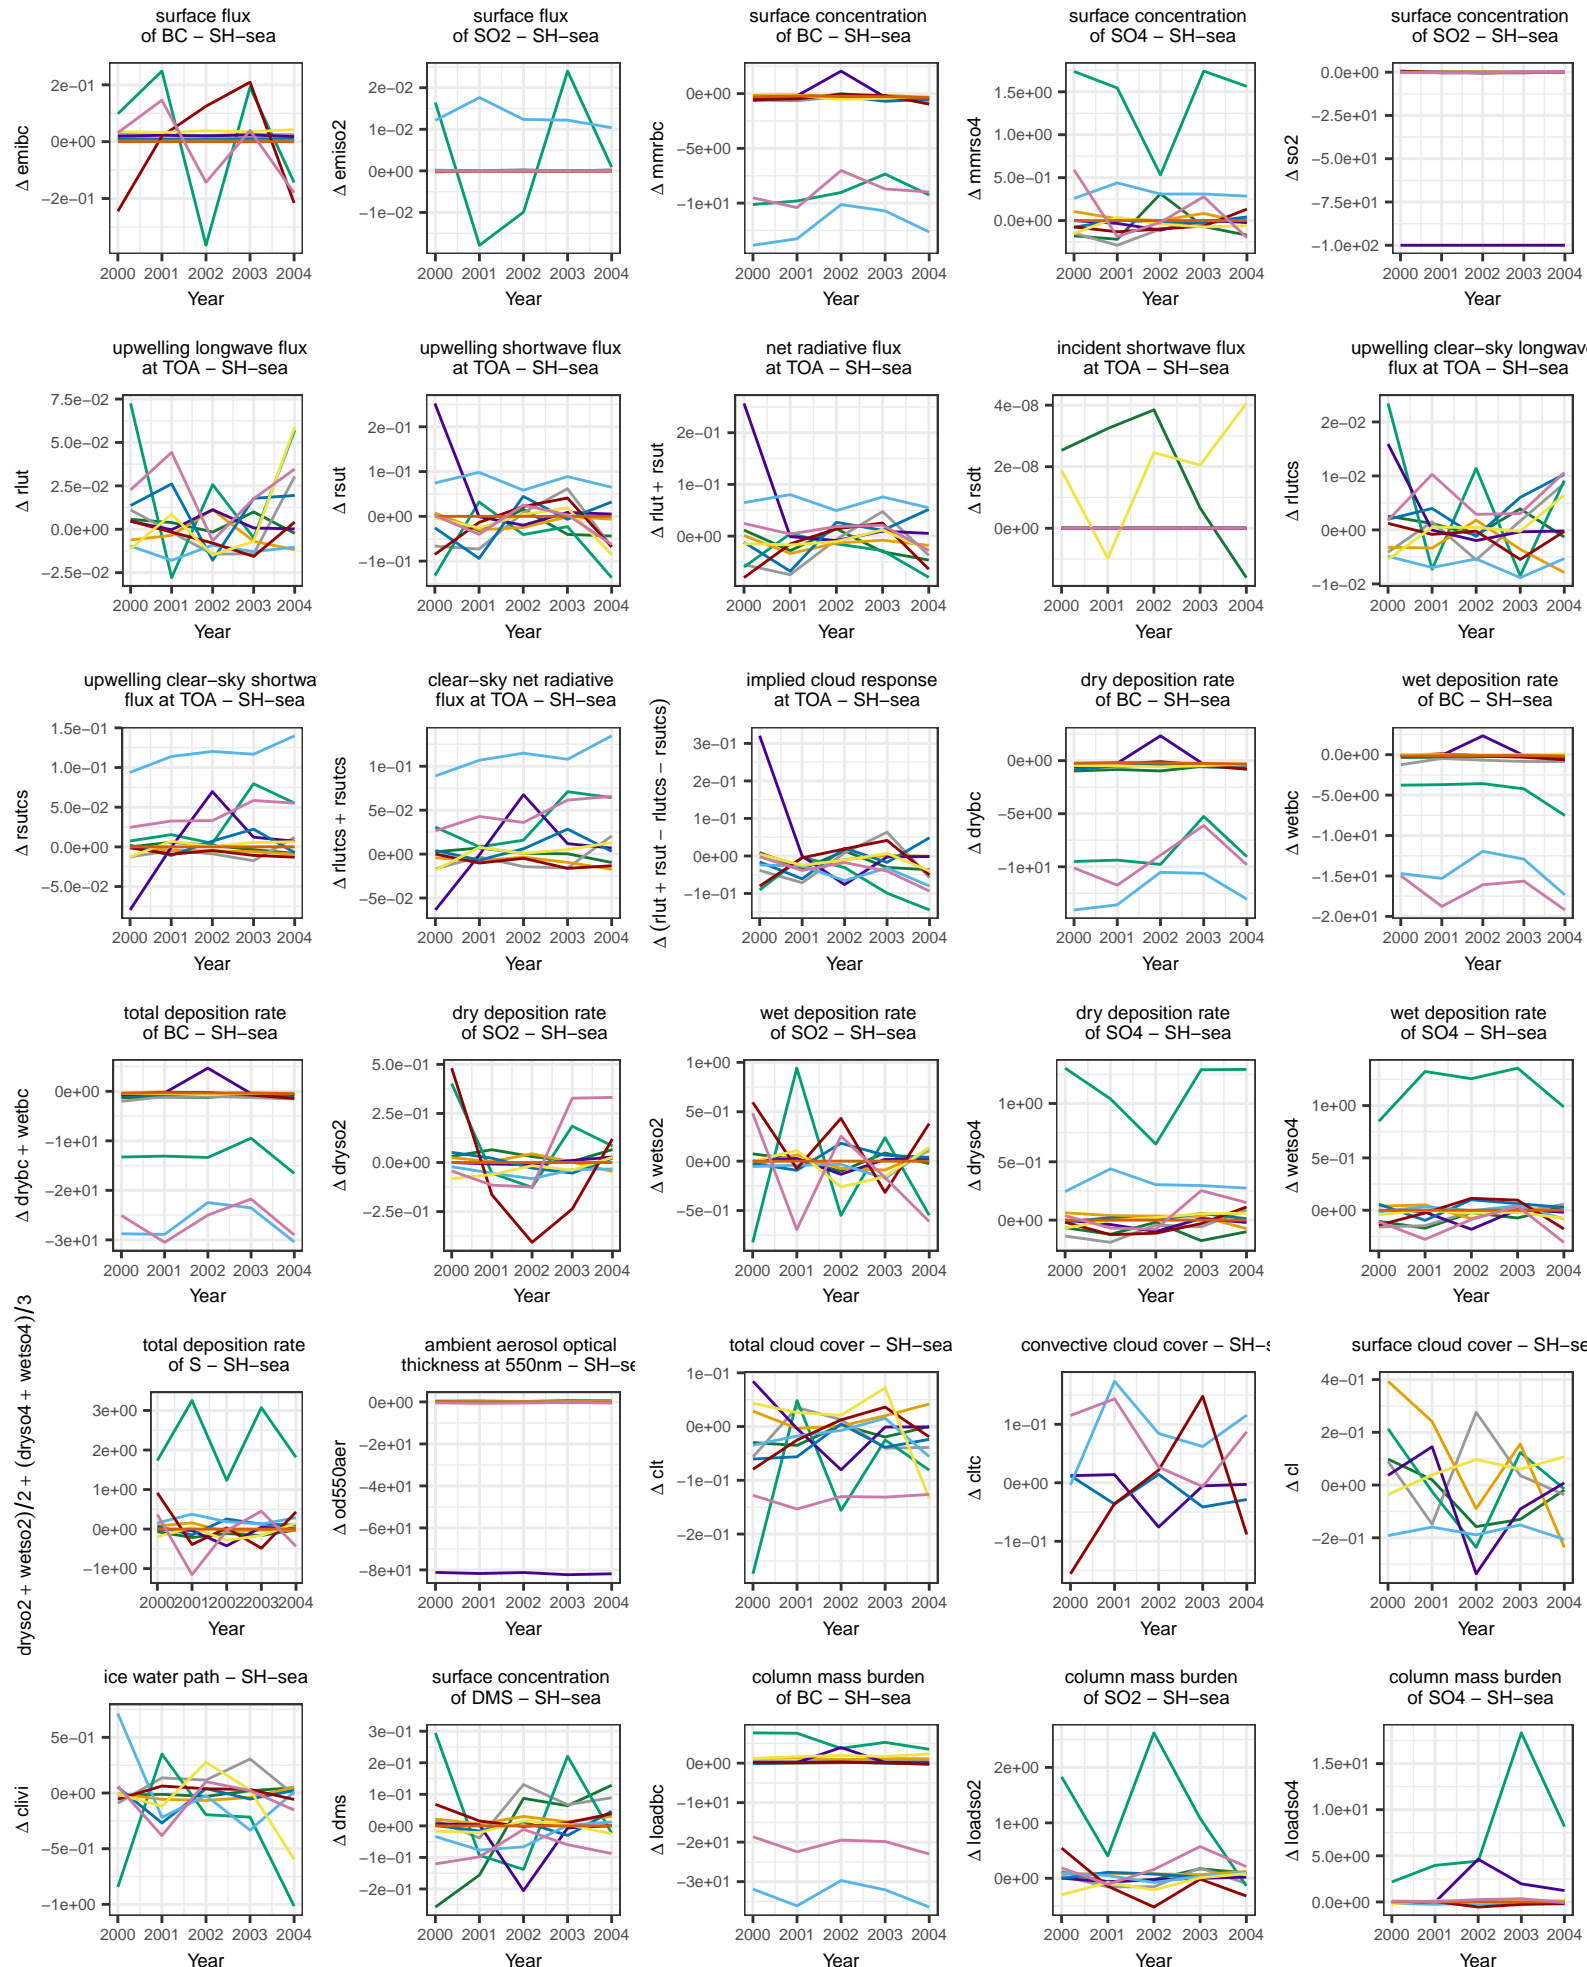 surface flux
of BC − SH−sea
Δ emibc
2e−01
0e+00
−2e−01
2000 2001 2002 2003 2004
Year
surface flux
of SO2 − SH−sea
Δ emiso2
2e−02
1e−02
0e+00
−1e−02
2000 2001 2002 2003 2004
Year
surface concentration
of BC − SH−sea
Δ mmrbc
0e+00
−5e+00
−1e+01
2000 2001 2002 2003 2004
Year
surface concentration
of SO4 − SH−sea
Δ mmrso4
1.5e+00
1.0e+00
5.0e−01
0.0e+00
2000 2001 2002 2003 2004
Year
surface concentration
of SO2 − SH−sea
Δ so2
0.0e+00
−2.5e+01
−5.0e+01
−7.5e+01
−1.0e+02
2000 2001 2002 2003 2004
Year
upwelling longwave flux
at TOA − SH−sea
Δ rlut
7.5e−02
5.0e−02
2.5e−02
0.0e+00
−2.5e−02
2000 2001 2002 2003 2004
Year
upwelling shortwave flux
at TOA − SH−sea
Δ rsut
2e−01
1e−01
0e+00
−1e−01
2000 2001 2002 2003 2004
Year
net radiative flux
at TOA − SH−sea
Δ rlut + rsut
2e−01
1e−01
0e+00
2000 2001 2002 2003 2004
Year
incident shortwave flux
at TOA − SH−sea
Δ rsdt
4e−08
2e−08
0e+00
2000 2001 2002 2003 2004
Year
upwelling clear−sky longwave
flux at TOA − SH−sea
Δ rlutcs
2e−02
1e−02
0e+00
−1e−02
2000 2001 2002 2003 2004
Year
upwelling clear−sky shortwa
flux at TOA − SH−sea
Δ rsutcs
1.5e−01
1.0e−01
5.0e−02
0.0e+00
−5.0e−02
2000 2001 2002 2003 2004
Year
clear−sky net radiative
flux at TOA − SH−sea
Δ rlutcs + rsutcs
1e−01
5e−02
0e+00
−5e−02
2000 2001 2002 2003 2004
Year
implied cloud response
at TOA − SH−sea
Δ (rlut + rsut − rlutcs − rsutcs)
3e−01
2e−01
1e−01
0e+00
−1e−01
2000 2001 2002 2003 2004
Year
dry deposition rate
of BC − SH−sea
Δ drybc
0e+00
−5e+00
−1e+01
2000 2001 2002 2003 2004
Year
wet deposition rate
of BC − SH−sea
Δ wetbc
0.0e+00
−5.0e+00
−1.0e+01
−1.5e+01
−2.0e+01
2000 2001 2002 2003 2004
Year
total deposition rate
of BC − SH−sea
Δ drybc + wetbc
0e+00
−1e+01
−2e+01
−3e+01
2000 2001 2002 2003 2004
Year
dry deposition rate
of SO2 − SH−sea
Δ dryso2
5.0e−01
2.5e−01
0.0e+00
−2.5e−01
2000 2001 2002 2003 2004
Year
wet deposition rate
of SO2 − SH−sea
Δ wetso2
1e+00
5e−01
0e+00
−5e−01
2000 2001 2002 2003 2004
Year
dry deposition rate
of SO4 − SH−sea
Δ dryso4
1e+00
5e−01
0e+00
2000 2001 2002 2003 2004
Year
wet deposition rate
of SO4 − SH−sea
Δ wetso4
1e+00
5e−01
0e+00
2000 2001 2002 2003 2004
Year
total deposition rate
of S − SH−sea
dryso2 + wetso2)/2 + (dryso4 + wetso4)/3
3e+00
2e+00
1e+00
0e+00
−1e+00
2000 2001 2002 2003 2004
Year
ambient aerosol optical
thickness at 550nm − SH−se
Δ od550aer
0e+00
−2e+01
−4e+01
−6e+01
−8e+01
2000 2001 2002 2003 2004
Year
total cloud cover − SH−sea
Δ clt
1e−01
0e+00
−1e−01
−2e−01
2000 2001 2002 2003 2004
Year
convective cloud cover − SH−s
Δ cltc
1e−01
0e+00
−1e−01
2000 2001 2002 2003 2004
Year
surface cloud cover − SH−se
Δ cl
4e−01
2e−01
0e+00
−2e−01
2000 2001 2002 2003 2004
Year
ice water path − SH−sea
Δ clivi
5e−01
0e+00
−5e−01
−1e+00
2000 2001 2002 2003 2004
Year
surface concentration
of DMS − SH−sea
Δ dms
3e−01
2e−01
1e−01
0e+00
−1e−01
−2e−01
2000 2001 2002 2003 2004
Year
column mass burden
of BC − SH−sea
Δ loadbc
0e+00
−1e+01
−2e+01
−3e+01
2000 2001 2002 2003 2004
Year
column mass burden
of SO2 − SH−sea
Δ loadso2
2e+00
1e+00
0e+00
2000 2001 2002 2003 2004
Year
column mass burden
of SO4 − SH−sea
Δ loadso4
1.5e+01
1.0e+01
5.0e+00
0.0e+00
2000 2001 2002 2003 2004
Year